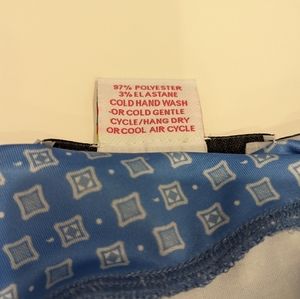 97% POLYESTER
3% ELASTANE
COLD HAND WASH
OR COLD GENTLE
CYCLE/HANG DRY
OR COOL AIR CYCLE